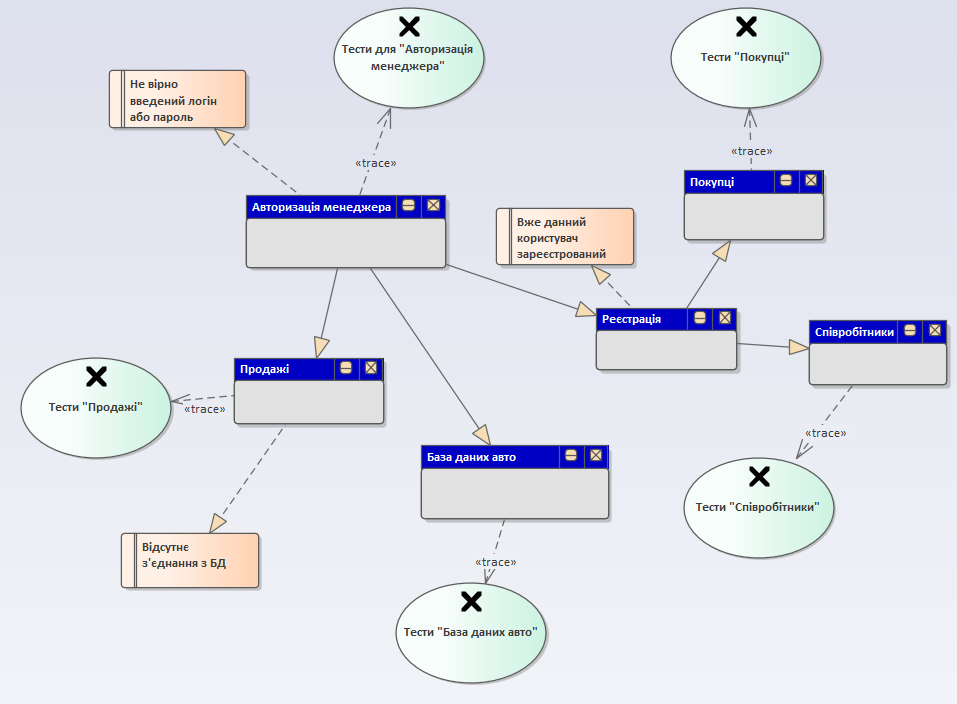 Тести для "Авторизація
менеджера"
Тести "Покупці"
Не вірно
введений логін
або пароль
«trace»
«trace»
Покупці
Авторизація менеджера
Вже данний
користувач
зареєстрований
Реєстрація
Співробітники
Продажі
Тести "Продажі"
«trace»
«trace»
База даних авто
Тести "Співробітники"
Відсутнє
з'єднання з БД
«trace»
Тести "База даних авто"